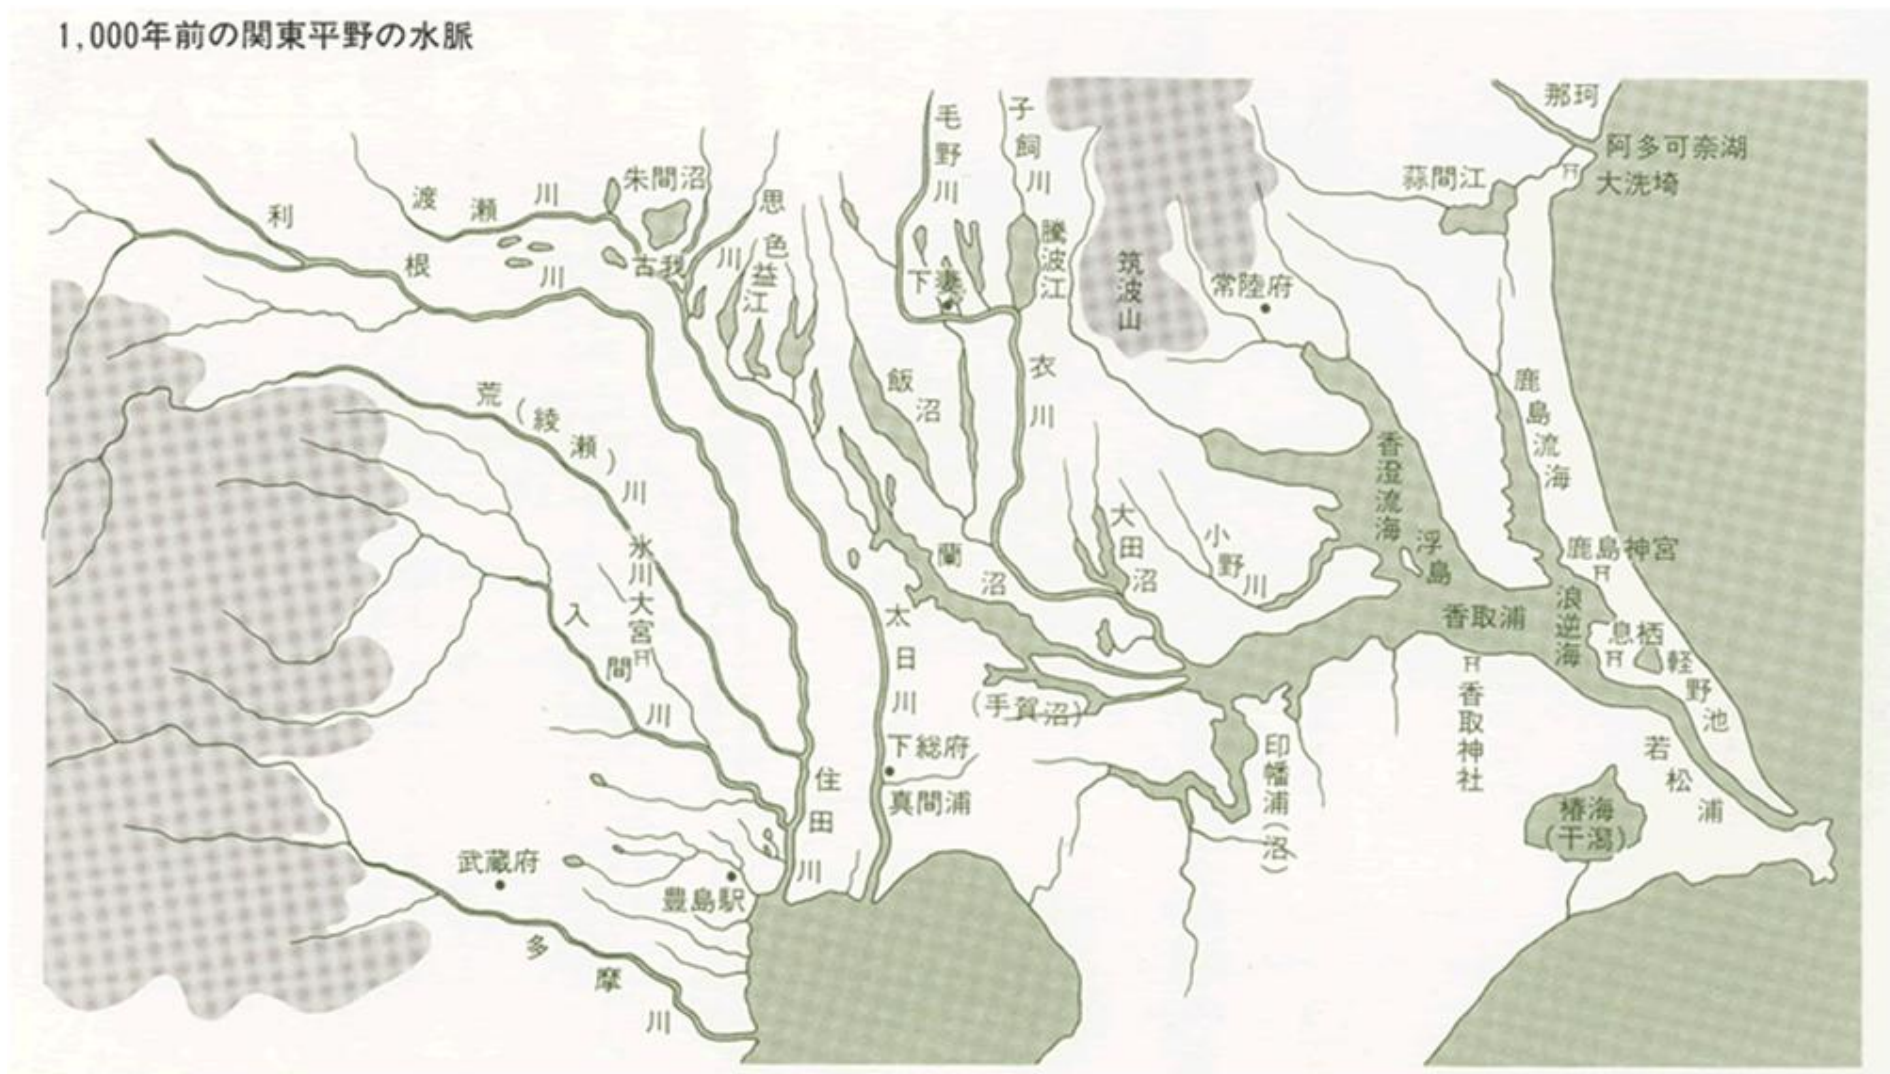 1,000年前の関東平野の水脈
那珂
阿多可奈湖
大洗埼
蒜間江
毛野川
子飼川
朱間沼
渡瀬川
思川
利根川
古我
色益江
下妻
騰波江
筑波山
常陸府
荒(綾瀬)川
飯沼
衣川
鹿島流海
香澄流海
氷川大宮
蘭沼
大田沼
小野川
浮島
鹿島神宮
入間川
太日川
香取浦
浪逆海
息栖
軽野池
(手賀沼)
香取神社
下総府
真間浦
住田川
印幡浦(沼)
若松浦
椿海
(干潟)
武蔵府
豊島駅
多摩川